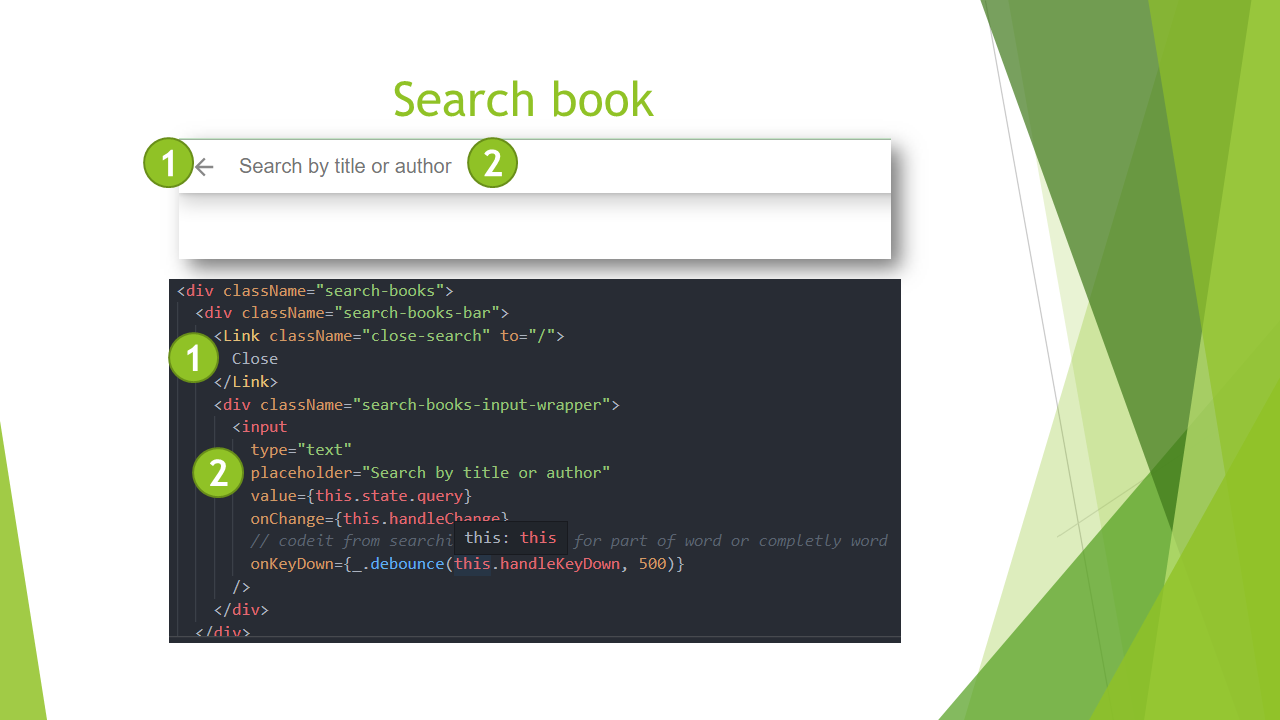 Search book
1 Search by title or author 2
<div className="search-books">
<div className="search-books-bar">
<Link className="close-search" to="/">
1 Close
</Link>
<div className="search-books-input-wrapper">
<input
type="text"
2 placeholder="Search by title or author"
value={this.state.query}
onChange={this.handleChange}
this: this
// codeit from searchi for part of word or completly word
onKeyDown={_.debounce(this.handleKeyDown, 500)}
/>
</div>
</div>